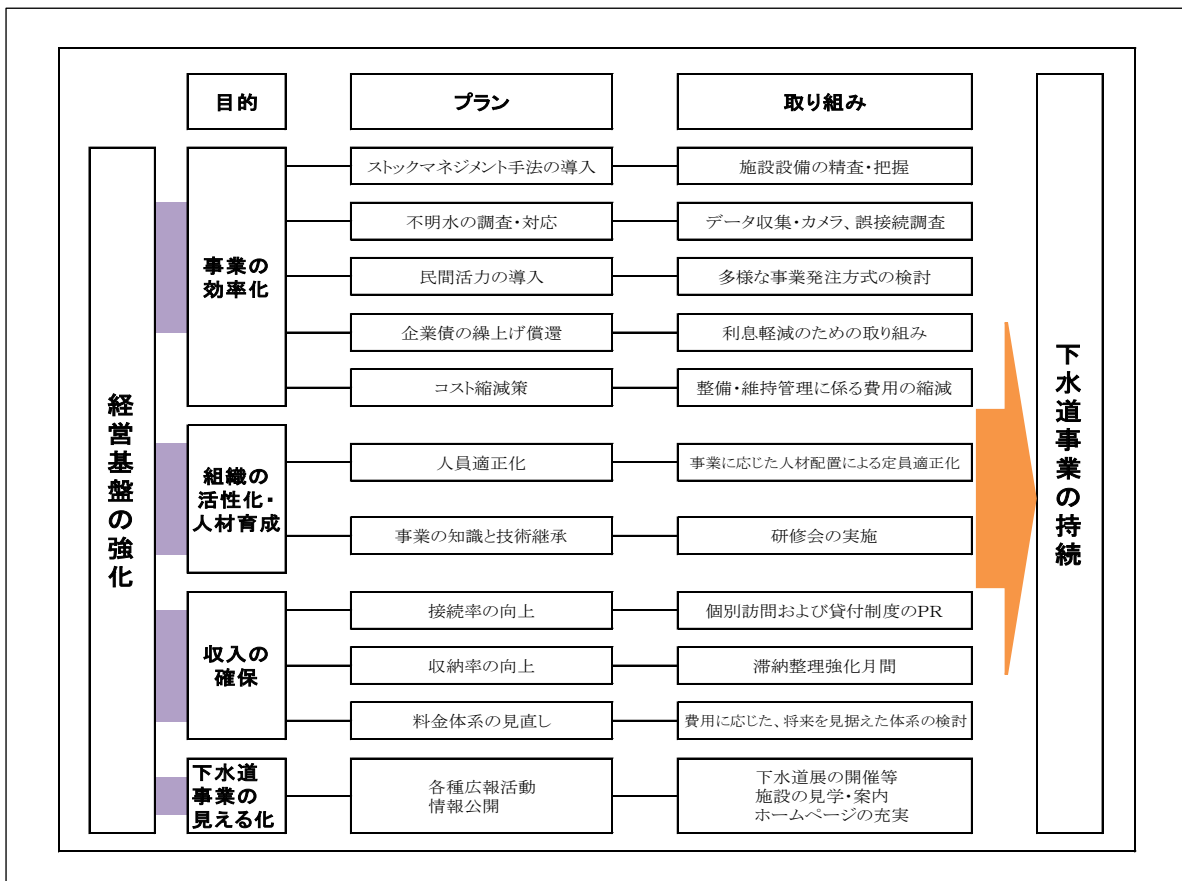 目的
プラン
取り組み
経営基盤の強化
事業の
効率化
ストックマネジメント手法の導入
施設設備の精査・把握
不明水の調査・対応
データ収集・カメラ、誤接続調査
民間活力の導入
多様な事業発注方式の検討
企業債の繰上げ償還
利息軽減のための取り組み
コスト縮減策
整備・維持管理に係る費用の縮減
組織の
活性化・
人材育成
人員適正化
事業に応じた人材配置による定員適正化
事業の知識と技術継承
研修会の実施
収入の
確保
接続率の向上
個別訪問および貸付制度のPR
収納率の向上
滞納整理強化月間
料金体系の見直し
費用に応じた、将来を見据えた体系の検討
下水道
事業の
見える化
各種広報活動
情報公開
下水道展の開催等
施設の見学・案内
ホームページの充実
下水道事業の持続